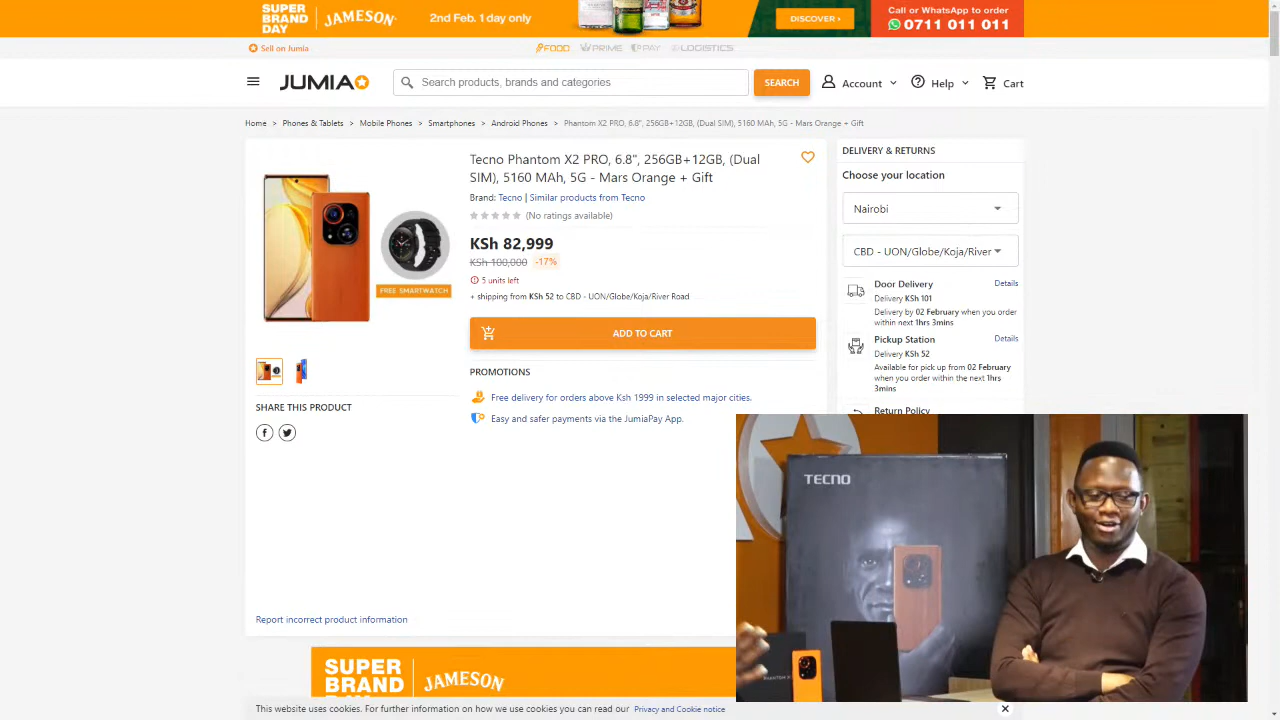 SUPER
BRAND
DAY
JAMESON
2nd Feb. 1 day only
DISCOVER ›
Call or WhatsApp to order
0711 011 011
Sell on Jumia
FOOD
PRIME
PAY
LOGISTICS
JUMIA
Search products, brands and categories
SEARCH
Account
Help
Cart
Home > Phones & Tablets > Mobile Phones > Smartphones > Android Phones > Phantom X2 PRO, 6.8", 256GB+12GB, (Dual SIM), 5160 MAh, 5G - Mars Orange + Gift
FREE SMARTWATCH
SHARE THIS PRODUCT
Tecno Phantom X2 PRO, 6.8", 256GB+12GB, (Dual
SIM), 5160 MAh, 5G - Mars Orange + Gift
Brand: Tecno | Similar products from Tecno
(No ratings available)
KSh 82,999
KSh 100,000 -17%
5 units left
+ shipping from KSh 52 to CBD - UON/Globe/Koja/River Road
ADD TO CART
PROMOTIONS
Free delivery for orders above Ksh 1999 in selected major cities.
Easy and safer payments via the JumiaPay App.
Report incorrect product information
DELIVERY & RETURNS
Choose your location
Nairobi
CBD - UON/Globe/Koja/River
Door Delivery
Details
Delivery KSh 101
Delivery by 02 February when you order
within next 1hrs 3mins
Pickup Station
Details
Delivery KSh 52
Available for pick up from 02 February
when you order within the next 1hrs
3mins
Return Policy
TECNO
SUPER
BRAND
JAMESON
This website uses cookies. For further information on how we use cookies you can read our Privacy and Cookie notice